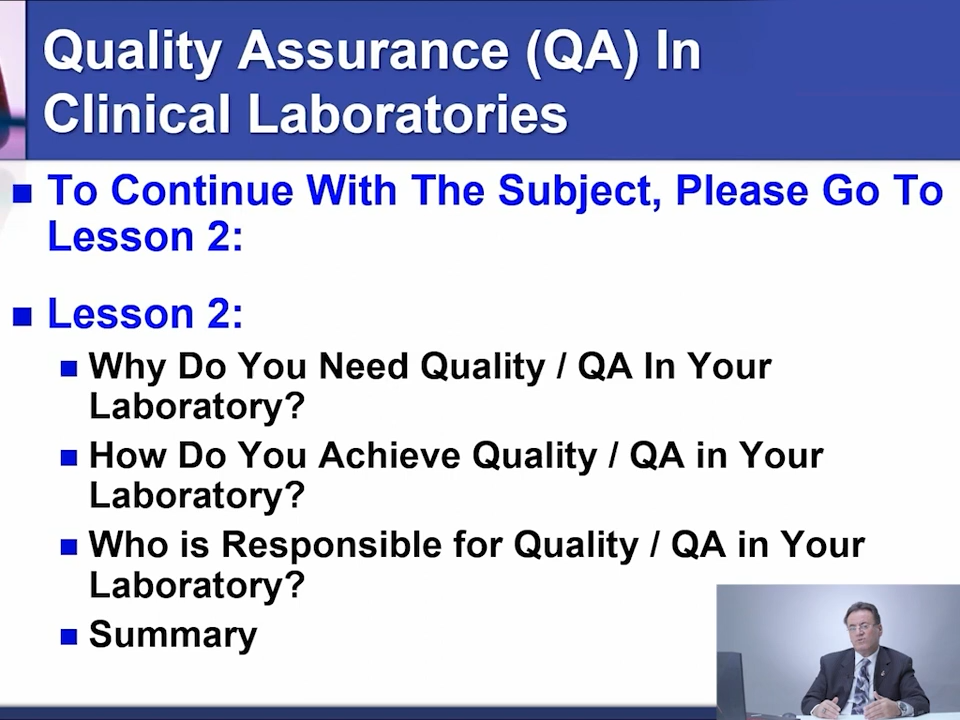 Quality Assurance (QA) In
Clinical Laboratories
To Continue With The Subject, Please Go To
Lesson 2:
Lesson 2:
Why Do You Need Quality / QA In Your
Laboratory?
How Do You Achieve Quality / QA in Your
Laboratory?
Who is Responsible for Quality / QA in Your
Laboratory?
Summary